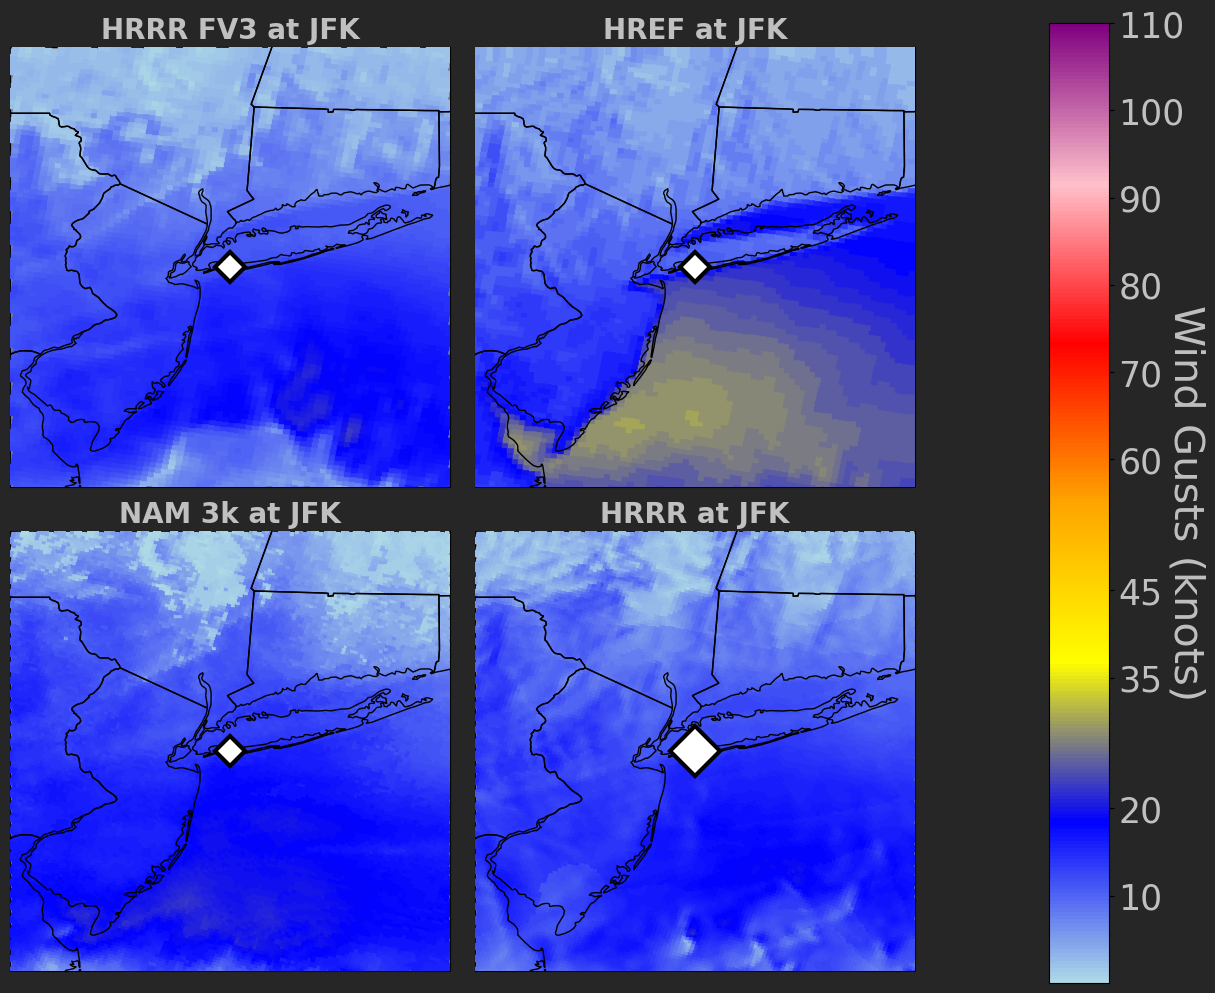 HRRR FV3 at JFK
HREF at JFK
NAM 3k at JFK
HRRR at JFK
110
100
90
80
70
60
45
35
20
10
Wind Gusts (knots)